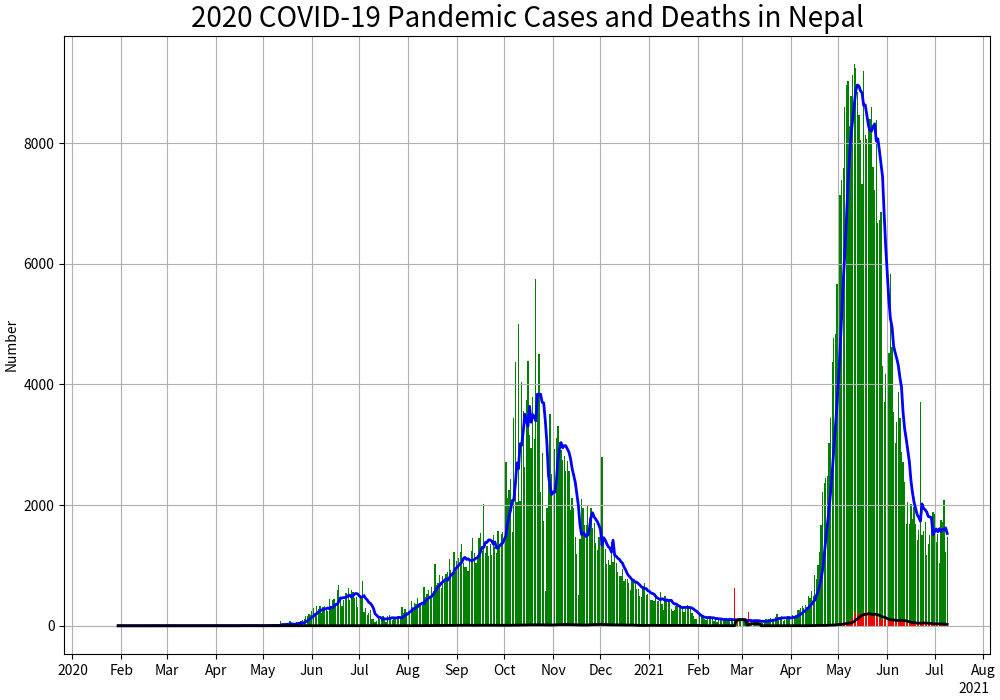 2020 COVID-19 Pandemic Cases and Deaths in Nepal
Number
8000
6000
4000
2000
0
2020 Feb Mar Apr May Jun Jul Aug Sep Oct Nov Dec 2021 Feb Mar Apr May Jun Jul Aug
2021